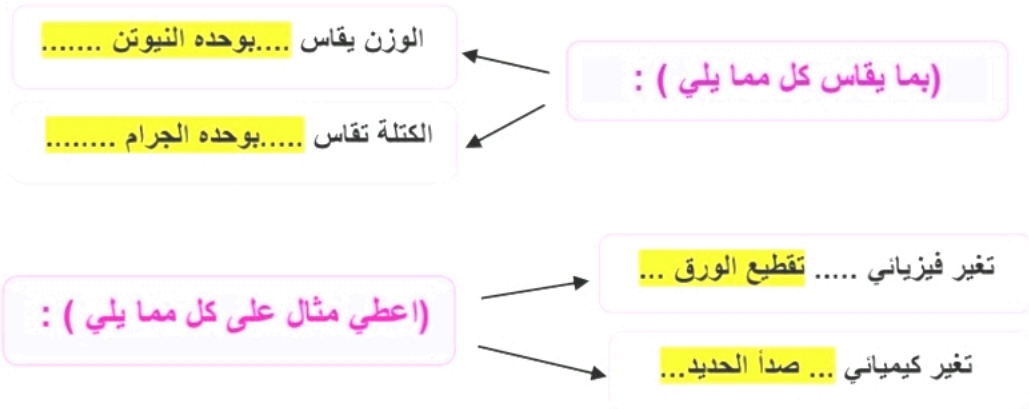 (بما يقاس كل مما يلي ) :
الوزن يقاس ....بوحده النيوتن .......
الكتلة تقاس .....بوحده الجرام ........
(اعطي مثال على كل مما يلي ) :
تغير فيزيائي ..... تقطيع الورق ...
تغير كيميائي ... صدأ الحديد...